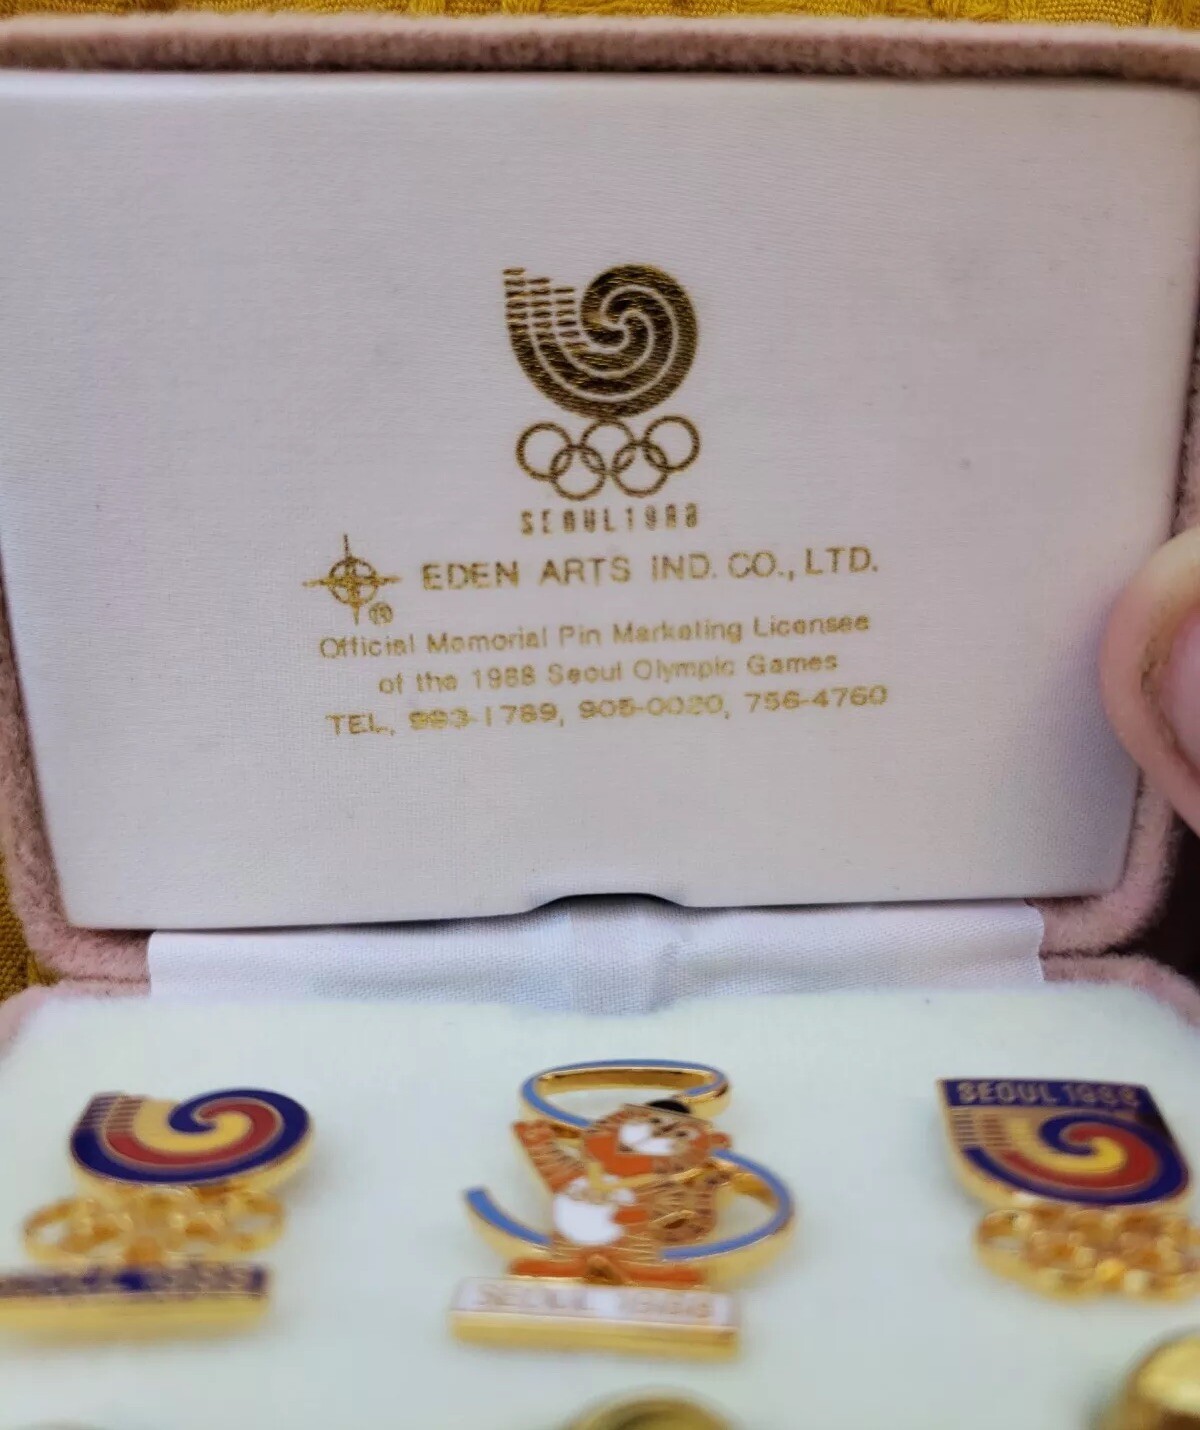 SEOUL 1988
EDEN ARTS IND. CO., LTD.
®
Official Memorial Pin Marketing Licensee
of the 1988 Seoul Olympic Games
TEL. 993-1789, 905-0020, 756-4760
SEOUL 1988
SEOUL 1988